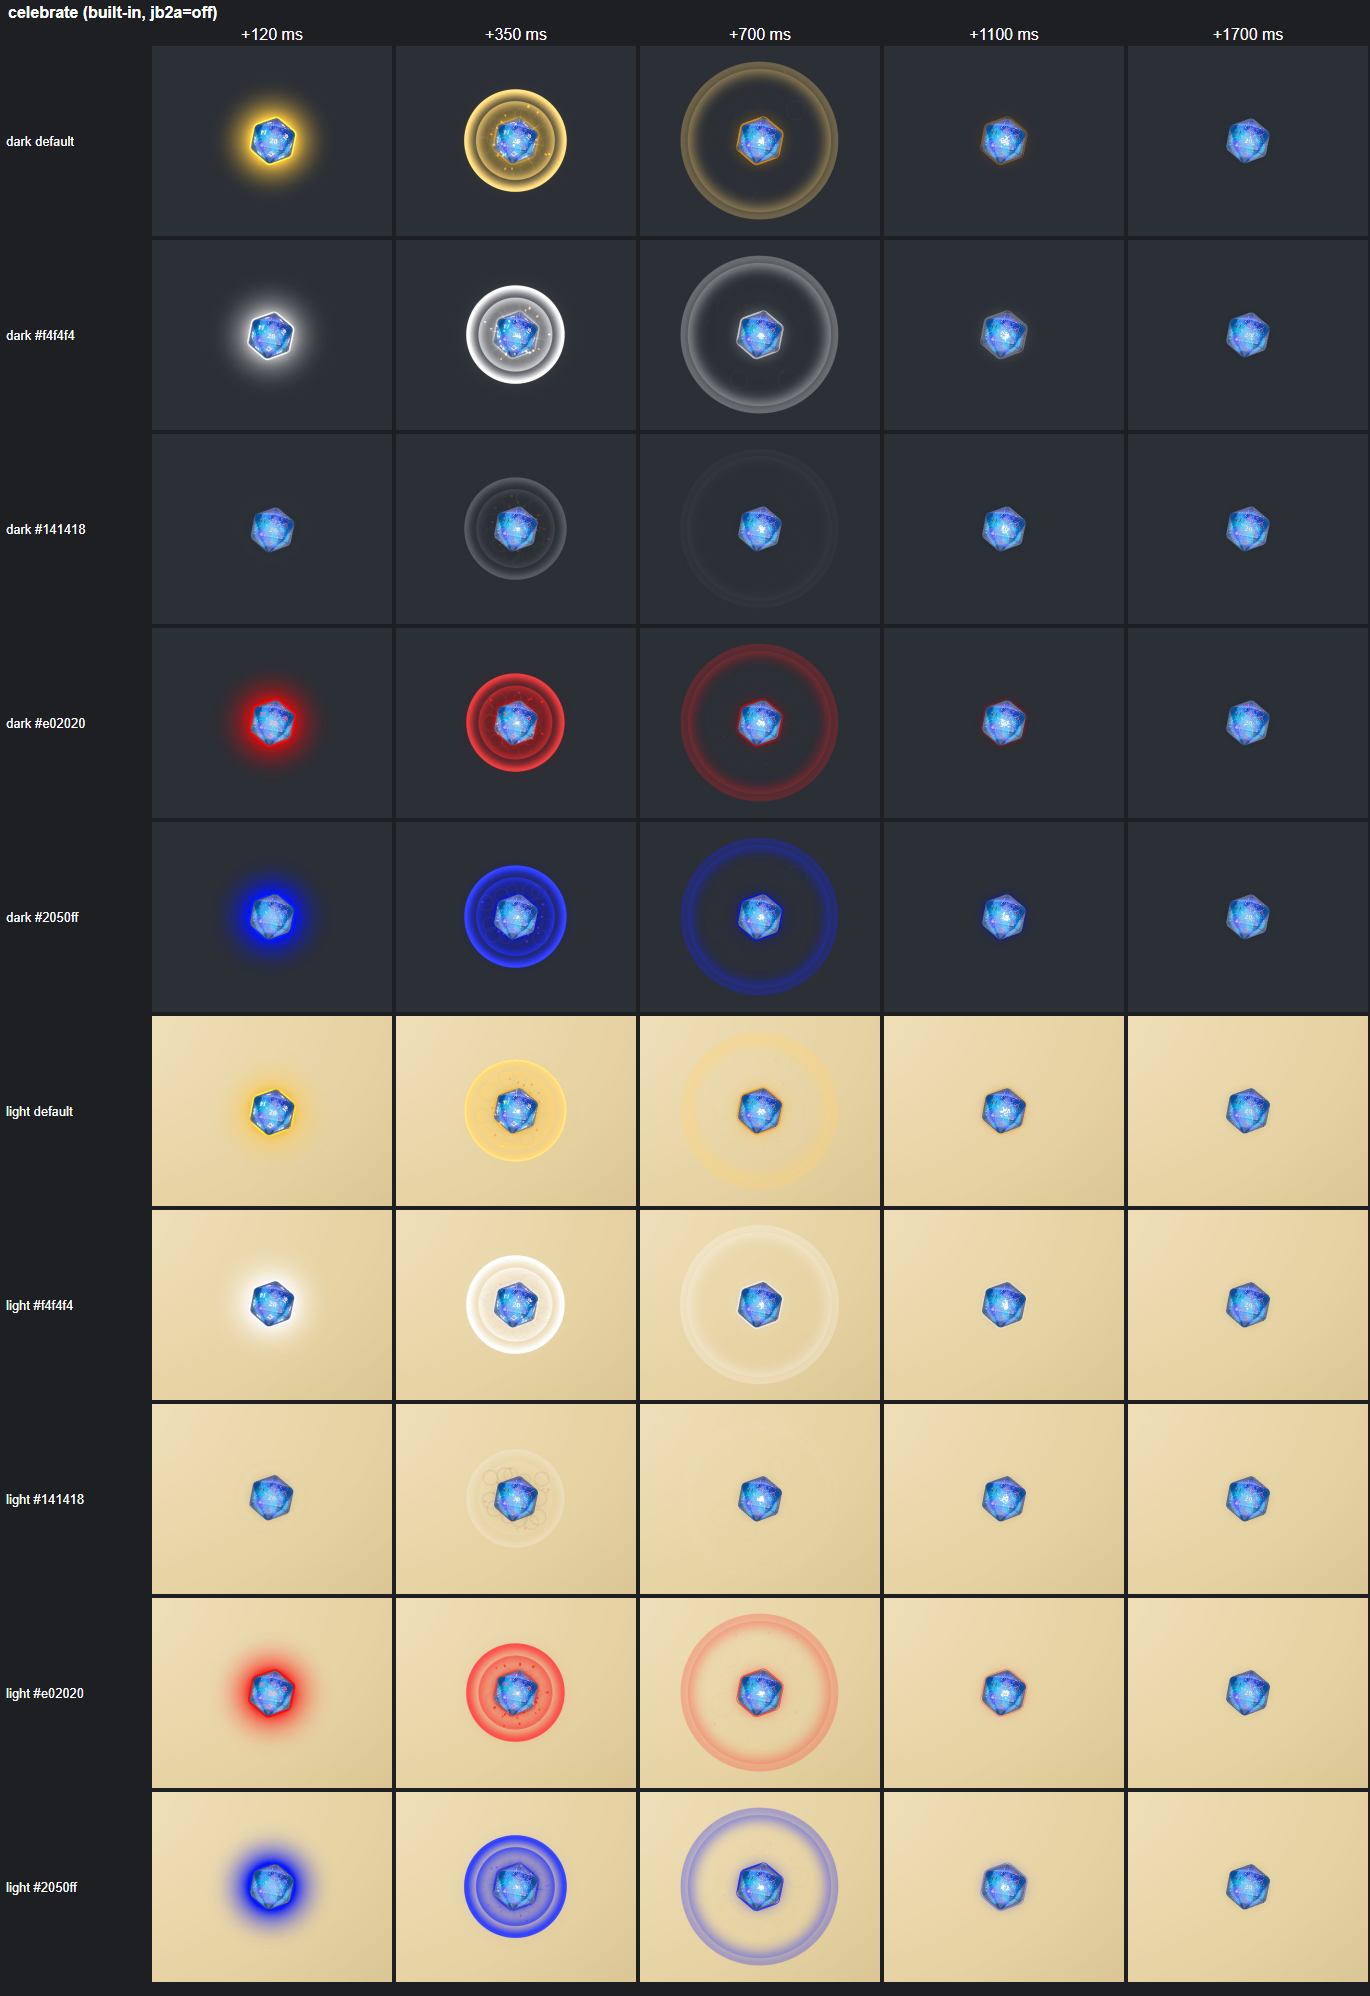 celebrate (built-in, jb2a=off)
+120 ms +350 ms +700 ms +1100 ms +1700 ms
dark default
dark #f4f4f4
dark #141418
dark #e02020
dark #2050ff
light default
light #f4f4f4
light #141418
light #e02020
light #2050ff